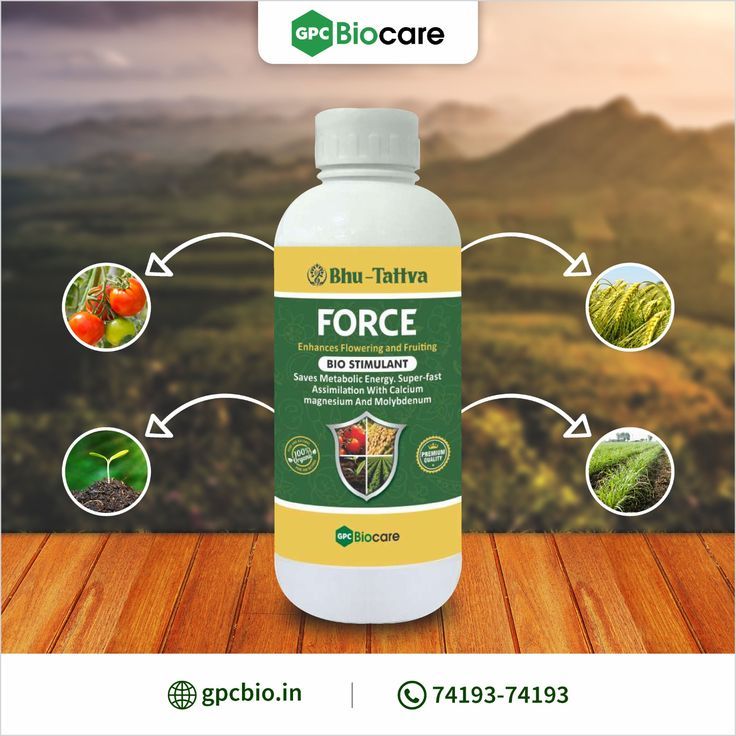 GPC Biocare
Bhu-Tattva
FORCE
Enhances Flowering and Fruiting
BIO STIMULANT
Saves Metabolic Energy. Super-fast
Assimilation With Calcium
magnesium And Molybdenum
100%
Organic
PREMIUM
QUALITY
GPC Biocare
gpcbio.in | 74193-74193